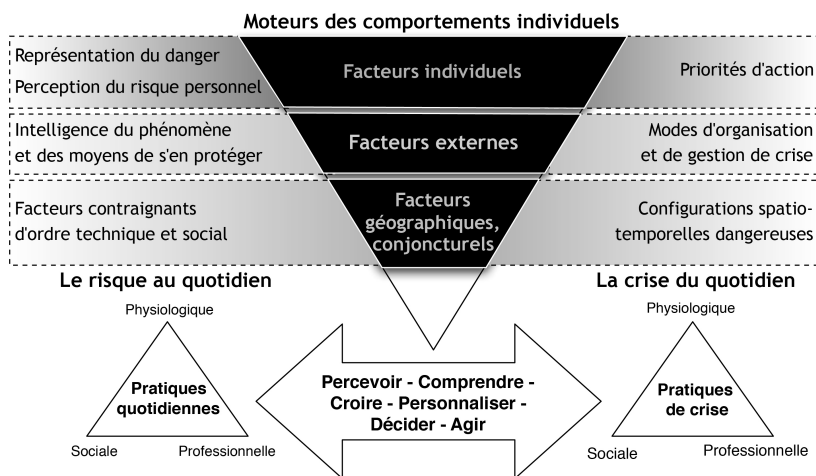 Moteurs des comportements individuels
Représentation du danger
Perception du risque personnel
Facteurs individuels
Priorités d'action
Intelligence du phénomène
et des moyens de s'en protéger
Facteurs externes
Modes d'organisation
et de gestion de crise
Facteurs contraignants
d'ordre technique et social
Facteurs
géographiques,
conjoncturels
Configurations spatio-
temporelles dangereuses
Le risque au quotidien
La crise du quotidien
Physiologique
Pratiques
quotidiennes
Sociale
Professionnelle
Percevoir - Comprendre -
Croire - Personnaliser -
Décider - Agir
Physiologique
Pratiques
de crise
Sociale
Professionnelle